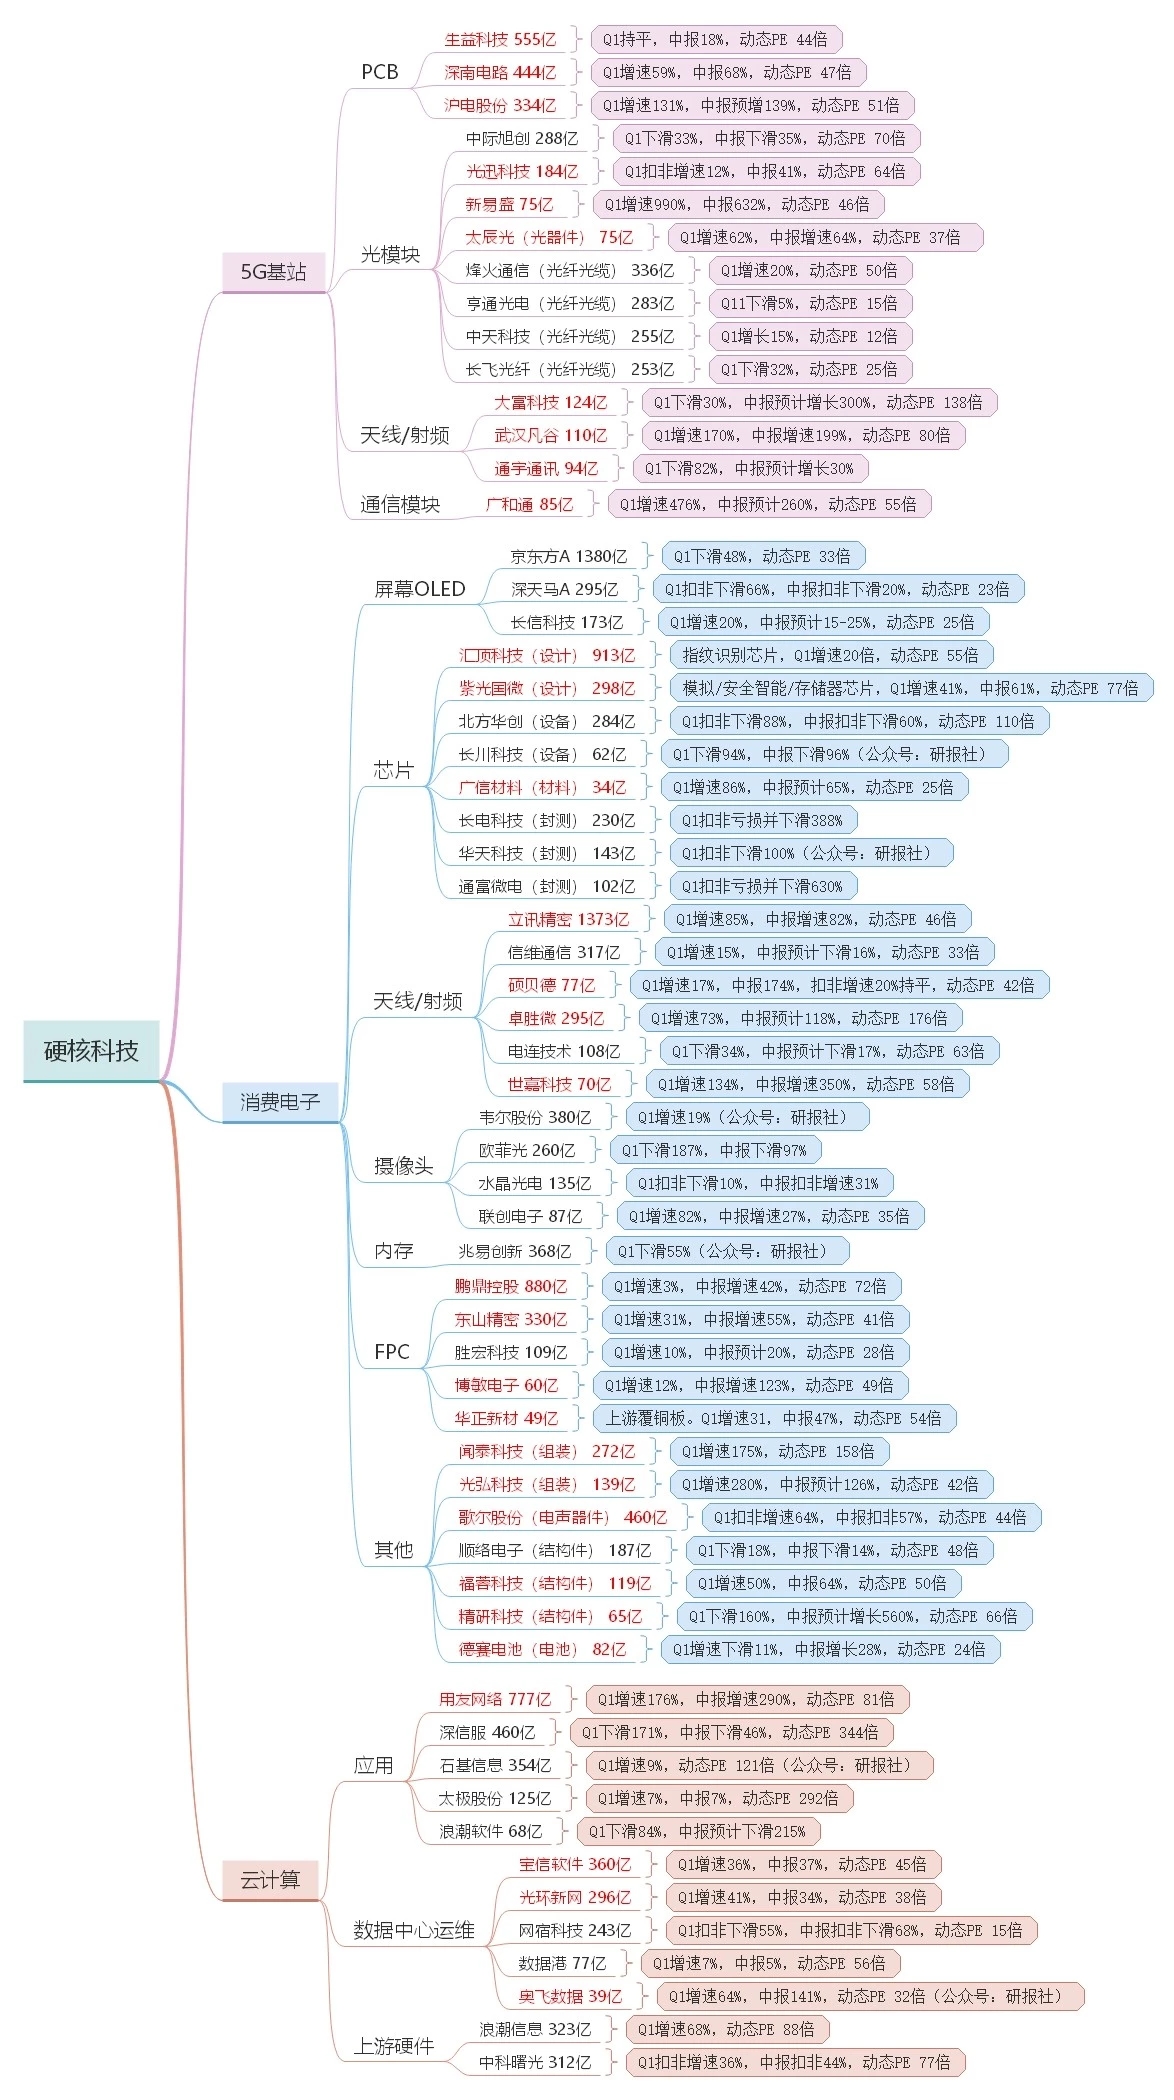 硬核科技
5G基站
PCB
生益科技 555亿 Q1持平，中报18%，动态PE 44倍
深南电路 444亿 Q1增速59%，中报68%，动态PE 47倍
沪电股份 334亿 Q1增速131%，中报预增139%，动态PE 51倍
光模块
中际旭创 288亿 Q1下滑33%，中报下滑35%，动态PE 70倍
光迅科技 184亿 Q1扣非增速12%，中报41%，动态PE 64倍
新易盛 75亿 Q1增速990%，中报632%，动态PE 46倍
太辰光（光器件） 75亿 Q1增速62%，中报增速64%，动态PE 37倍
烽火通信（光纤光缆） 336亿 Q1增速20%，动态PE 50倍
亨通光电（光纤光缆） 283亿 Q11下滑5%，动态PE 15倍
中天科技（光纤光缆） 255亿 Q1增长15%，动态PE 12倍
长飞光纤（光纤光缆） 253亿 Q1下滑32%，动态PE 25倍
天线/射频
大富科技 124亿 Q1下滑30%，中报预计增长300%，动态PE 138倍
武汉凡谷 110亿 Q1增速170%，中报增速199%，动态PE 80倍
通宇通讯 94亿 Q1下滑82%，中报预计增长30%
通信模块
广和通 85亿 Q1增速476%，中报预计260%，动态PE 55倍
消费电子
屏幕OLED
京东方A 1380亿 Q1下滑48%，动态PE 33倍
深天马A 295亿 Q1扣非下滑66%，中报扣非下滑20%，动态PE 23倍
长信科技 173亿 Q1增速20%，中报预计15-25%，动态PE 25倍
芯片
汇顶科技（设计） 913亿 指纹识别芯片，Q1增速20倍，动态PE 55倍
紫光国微（设计） 298亿 模拟/安全智能/存储器芯片，Q1增速41%，中报61%，动态PE 77倍
北方华创（设备） 284亿 Q1扣非下滑88%，中报扣非下滑60%，动态PE 110倍
长川科技（设备） 62亿 Q1下滑94%，中报下滑96%（公众号：研报社）
广信材料（材料） 34亿 Q1增速86%，中报预计65%，动态PE 25倍
长电科技（封测） 230亿 Q1扣非亏损并下滑388%
华天科技（封测） 143亿 Q1扣非下滑100%（公众号：研报社）
通富微电（封测） 102亿 Q1扣非亏损并下滑630%
天线/射频
立讯精密 1373亿 Q1增速85%，中报增速82%，动态PE 46倍
信维通信 317亿 Q1增速15%，中报预计下滑16%，动态PE 33倍
硕贝德 77亿 Q1增速17%，中报174%，扣非增速20%持平，动态PE 42倍
卓胜微 295亿 Q1增速73%，中报预计118%，动态PE 176倍
电连技术 108亿 Q1下滑34%，中报预计下滑17%，动态PE 63倍
世嘉科技 70亿 Q1增速134%，中报增速350%，动态PE 58倍
摄像头
韦尔股份 380亿 Q1增速19%（公众号：研报社）
欧菲光 260亿 Q1下滑187%，中报下滑97%
水晶光电 135亿 Q1扣非下滑10%，中报扣非增速31%
联创电子 87亿 Q1增速82%，中报增速27%，动态PE 35倍
内存
兆易创新 368亿 Q1下滑55%（公众号：研报社）
FPC
鹏鼎控股 880亿 Q1增速3%，中报增速42%，动态PE 72倍
东山精密 330亿 Q1增速31%，中报增速55%，动态PE 41倍
胜宏科技 109亿 Q1增速10%，中报预计20%，动态PE 28倍
博敏电子 60亿 Q1增速12%，中报增速123%，动态PE 49倍
华正新材 49亿 上游覆铜板。Q1增速31，中报47%，动态PE 54倍
其他
闻泰科技（组装） 272亿 Q1增速175%，动态PE 158倍
光弘科技（组装） 139亿 Q1增速280%，中报预计126%，动态PE 42倍
歌尔股份（电声器件） 460亿 Q1扣非增速64%，中报扣非57%，动态PE 44倍
顺络电子（结构件） 187亿 Q1下滑18%，中报下滑14%，动态PE 48倍
福蓉科技（结构件） 119亿 Q1增速50%，中报64%，动态PE 50倍
精研科技（结构件） 65亿 Q1下滑160%，中报预计增长560%，动态PE 66倍
德赛电池（电池） 82亿 Q1增速下滑11%，中报增长28%，动态PE 24倍
云计算
应用
用友网络 777亿 Q1增速176%，中报增速290%，动态PE 81倍
深信服 460亿 Q1下滑171%，中报下滑46%，动态PE 344倍
石基信息 354亿 Q1增速9%，动态PE 121倍（公众号：研报社）
太极股份 125亿 Q1增速7%，中报7%，动态PE 292倍
浪潮软件 68亿 Q1下滑84%，中报预计下滑215%
数据中心运维
宝信软件 360亿 Q1增速36%，中报37%，动态PE 45倍
光环新网 296亿 Q1增速41%，中报34%，动态PE 38倍
网宿科技 243亿 Q1扣非下滑55%，中报扣非下滑68%，动态PE 15倍
数据港 77亿 Q1增速7%，中报5%，动态PE 56倍
奥飞数据 39亿 Q1增速64%，中报141%，动态PE 32倍（公众号：研报社）
上游硬件
浪潮信息 323亿 Q1增速68%，动态PE 88倍
中科曙光 312亿 Q1扣非增速36%，中报扣非44%，动态PE 77倍